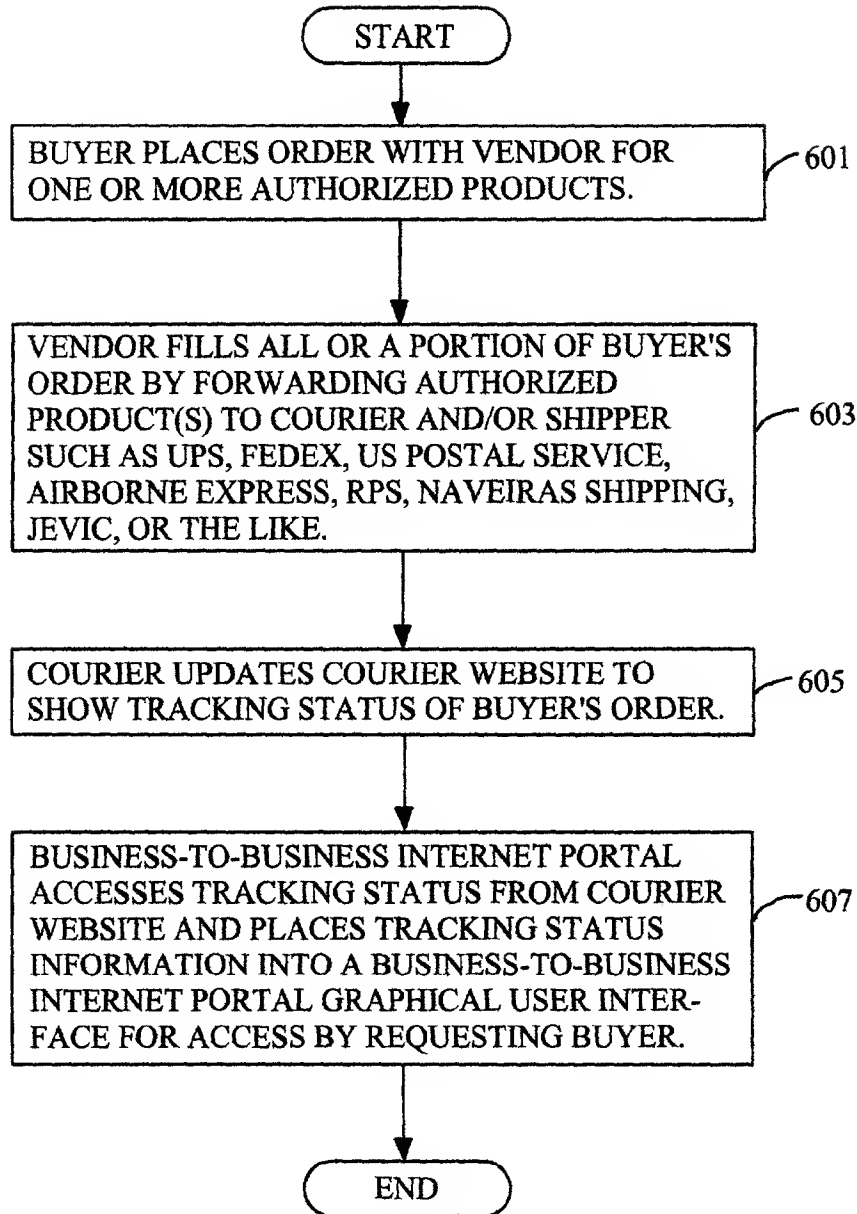 START
BUYER PLACES ORDER WITH VENDOR FOR
ONE OR MORE AUTHORIZED PRODUCTS.
601
VENDOR FILLS ALL OR A PORTION OF BUYER'S
ORDER BY FORWARDING AUTHORIZED
PRODUCT(S) TO COURIER AND/OR SHIPPER
SUCH AS UPS, FEDEX, US POSTAL SERVICE,
AIRBORNE EXPRESS, RPS, NAVEIRAS SHIPPING,
JEVIC, OR THE LIKE.
603
COURIER UPDATES COURIER WEBSITE TO
SHOW TRACKING STATUS OF BUYER'S ORDER.
605
BUSINESS-TO-BUSINESS INTERNET PORTAL
ACCESSES TRACKING STATUS FROM COURIER
WEBSITE AND PLACES TRACKING STATUS
INFORMATION INTO A BUSINESS-TO-BUSINESS
INTERNET PORTAL GRAPHICAL USER INTER-
FACE FOR ACCESS BY REQUESTING BUYER.
607
END